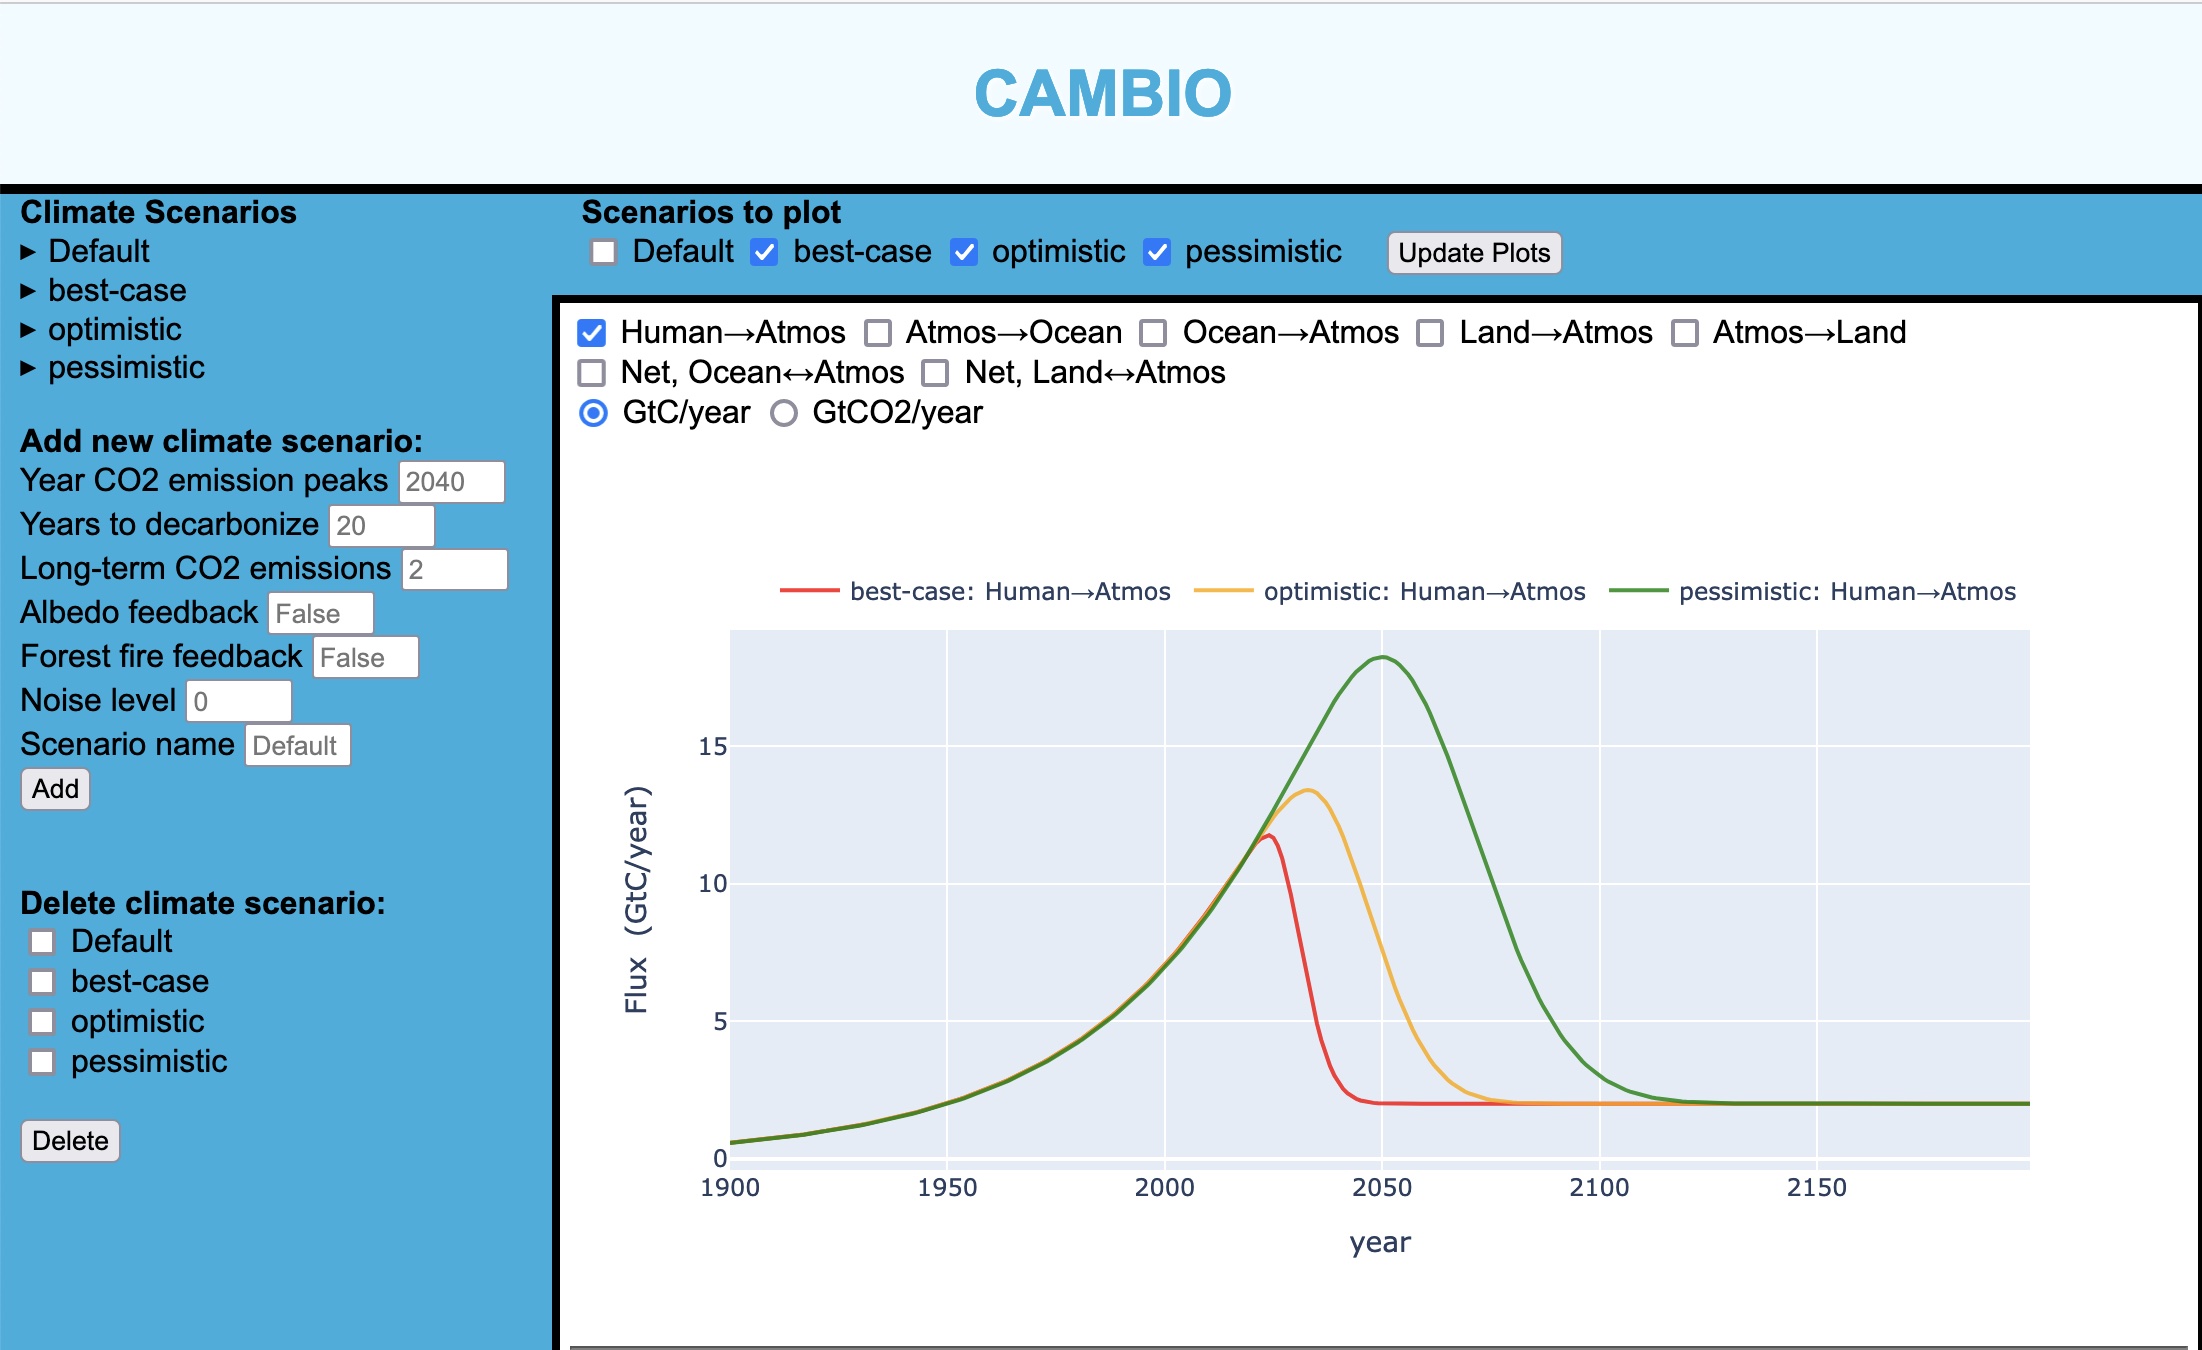 CAMBIO
Climate Scenarios
► Default
► best-case
► optimistic
► pessimistic
Add new climate scenario:
Year CO2 emission peaks 2040
Years to decarbonize 20
Long-term CO2 emissions 2
Albedo feedback False
Forest fire feedback False
Noise level 0
Scenario name Default
Add
Delete climate scenario:
Default
best-case
optimistic
pessimistic
Delete
Scenarios to plot
Default best-case optimistic pessimistic Update Plots
Human→Atmos Atmos→Ocean Ocean→Atmos Land→Atmos Atmos→Land
Net, Ocean↔Atmos Net, Land↔Atmos
GtC/year GtCO2/year
best-case: Human→Atmos optimistic: Human→Atmos pessimistic: Human→Atmos
Flux (GtC/year)
15
10
5
0
1900 1950 2000 2050 2100 2150
year